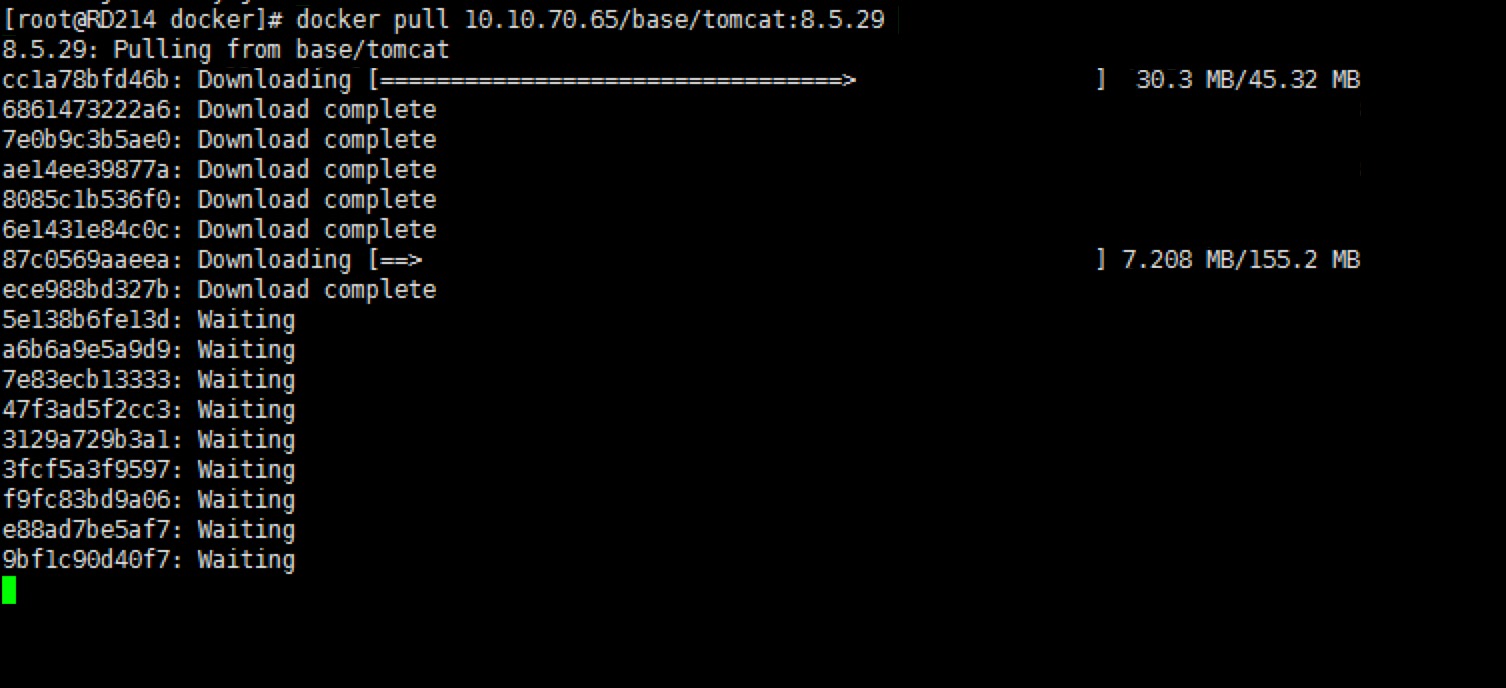 [root@RD214 docker]# docker pull 10.10.70.65/base/tomcat:8.5.29
8.5.29: Pulling from base/tomcat
cc1a78bfd46b: Downloading [=================================>                 ]  30.3 MB/45.32 MB
6861473222a6: Download complete
7e0b9c3b5ae0: Download complete
ae14ee39877a: Download complete
8085c1b536f0: Download complete
6e1431e84c0c: Download complete
87c0569aaeea: Downloading [==>                                                ] 7.208 MB/155.2 MB
ece988bd327b: Download complete
5e138b6fe13d: Waiting
a6b6a9e5a9d9: Waiting
7e83ecb13333: Waiting
47f3ad5f2cc3: Waiting
3129a729b3a1: Waiting
3fcf5a3f9597: Waiting
f9fc83bd9a06: Waiting
e88ad7be5af7: Waiting
9bf1c90d40f7: Waiting